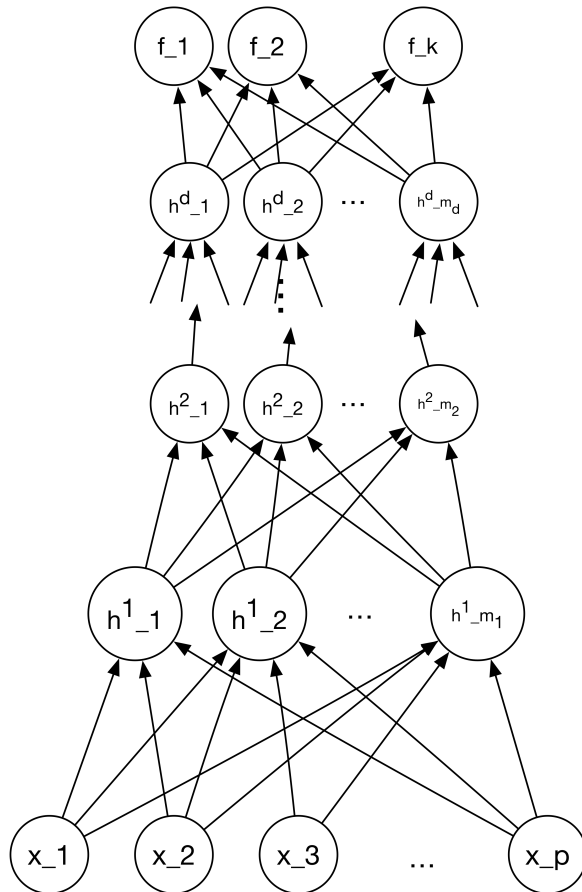 f_1 f_2 f_k
h^d_1 h^d_2 ... h^d_m_d
⋮
h^2_1 h^2_2 ... h^2_m_2
h^1_1 h^1_2 ... h^1_m_1
x_1 x_2 x_3 ... x_p